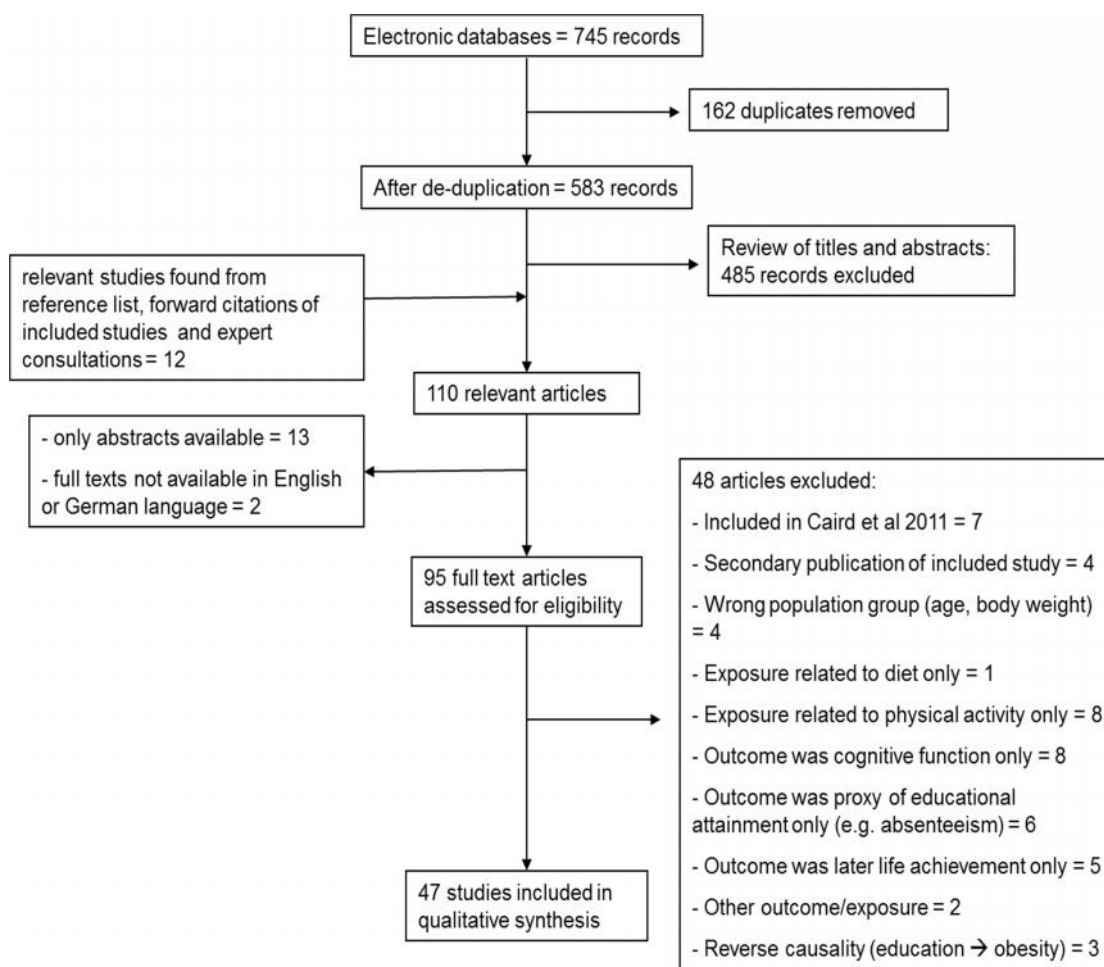 Electronic databases = 745 records
162 duplicates removed
After de-duplication = 583 records
Review of titles and abstracts:
485 records excluded
relevant studies found from
reference list, forward citations of
included studies and expert
consultations = 12
110 relevant articles
- only abstracts available = 13
- full texts not available in English
or German language = 2
95 full text articles
assessed for eligibility
48 articles excluded:
- Included in Caird et al 2011 = 7
- Secondary publication of included study = 4
- Wrong population group (age, body weight)
= 4
- Exposure related to diet only = 1
- Exposure related to physical activity only = 8
- Outcome was cognitive function only = 8
- Outcome was proxy of educational
attainment only (e.g. absenteeism) = 6
- Outcome was later life achievement only = 5
- Other outcome/exposure = 2
- Reverse causality (education → obesity) = 3
47 studies included in
qualitative synthesis